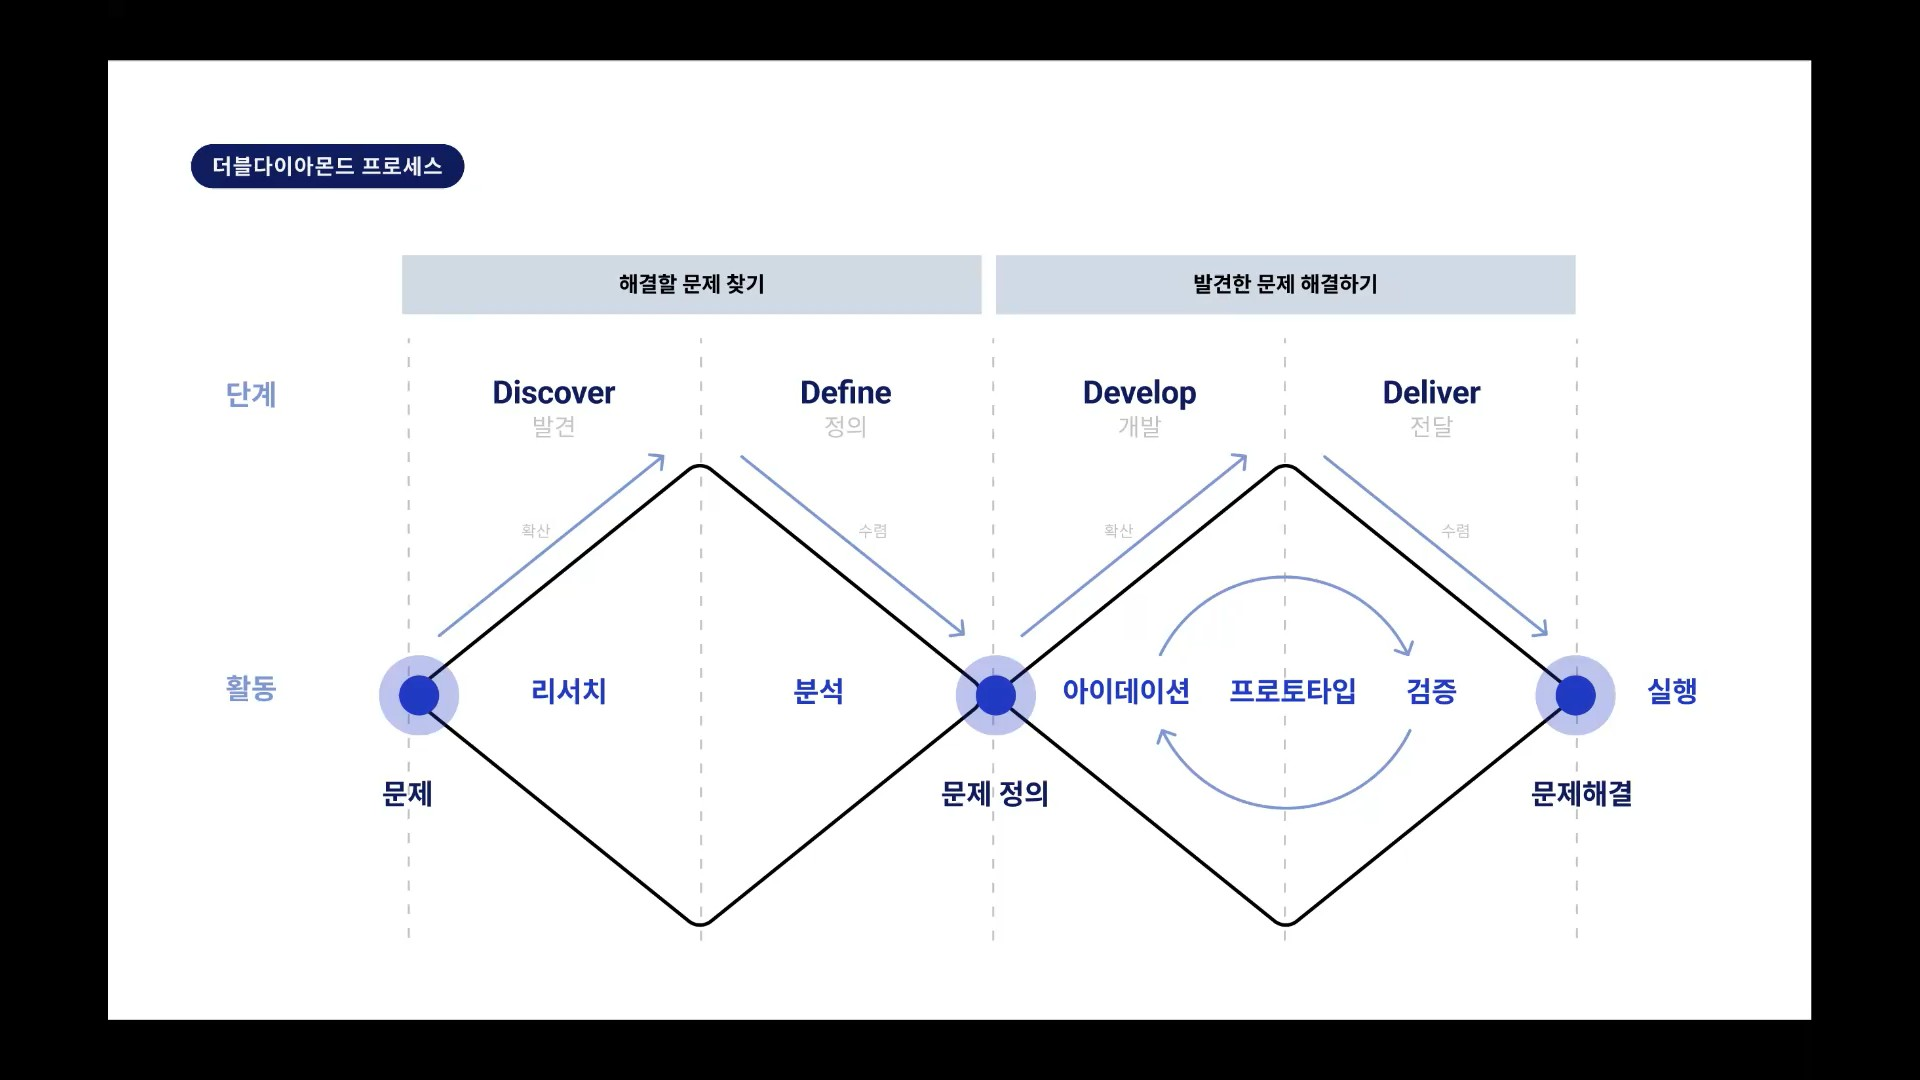 더블다이아몬드 프로세스
해결할 문제 찾기
발견한 문제 해결하기
단계
Discover
발견
Define
정의
Develop
개발
Deliver
전달
확산
수렴
확산
수렴
활동
리서치
분석
아이데이션
프로토타입
검증
실행
문제
문제 정의
문제해결